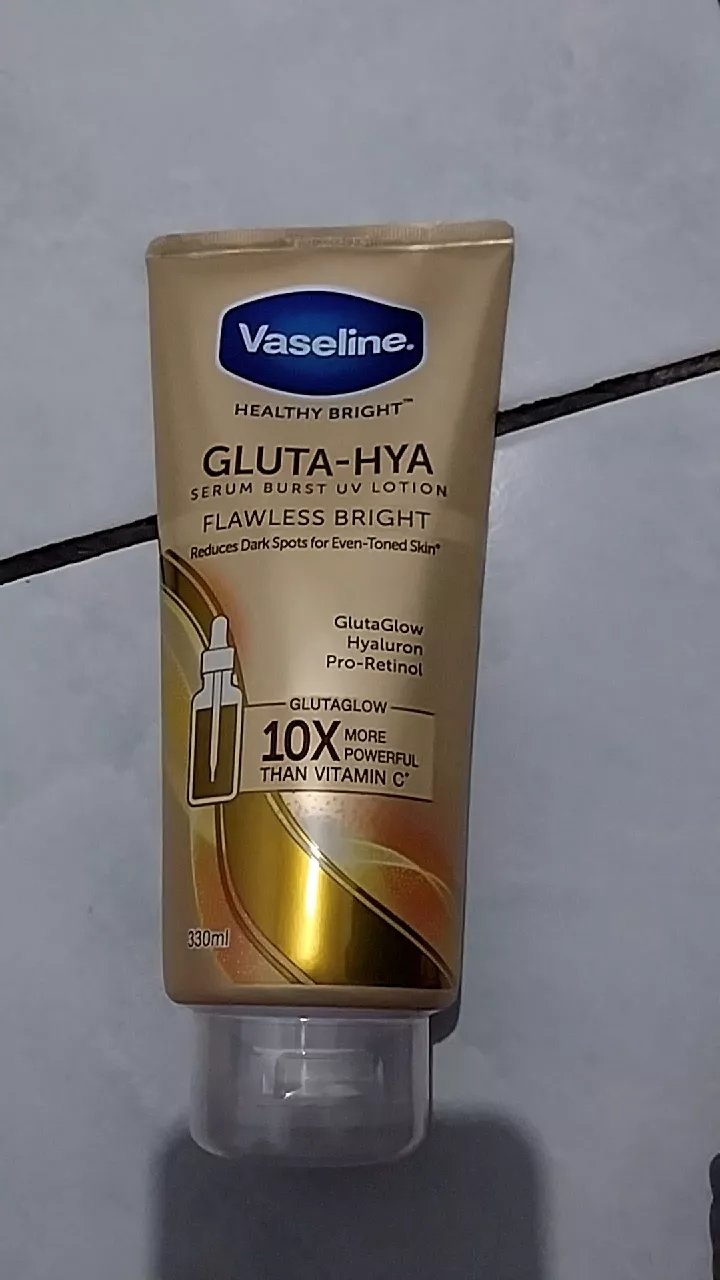 Vaseline.
HEALTHY BRIGHT™
GLUTA-HYA
SERUM BURST UV LOTION
FLAWLESS BRIGHT
Reduces Dark Spots for Even-Toned Skin*
GlutaGlow
Hyaluron
Pro-Retinol
GLUTAGLOW
10X MORE POWERFUL
THAN VITAMIN C*
330ml